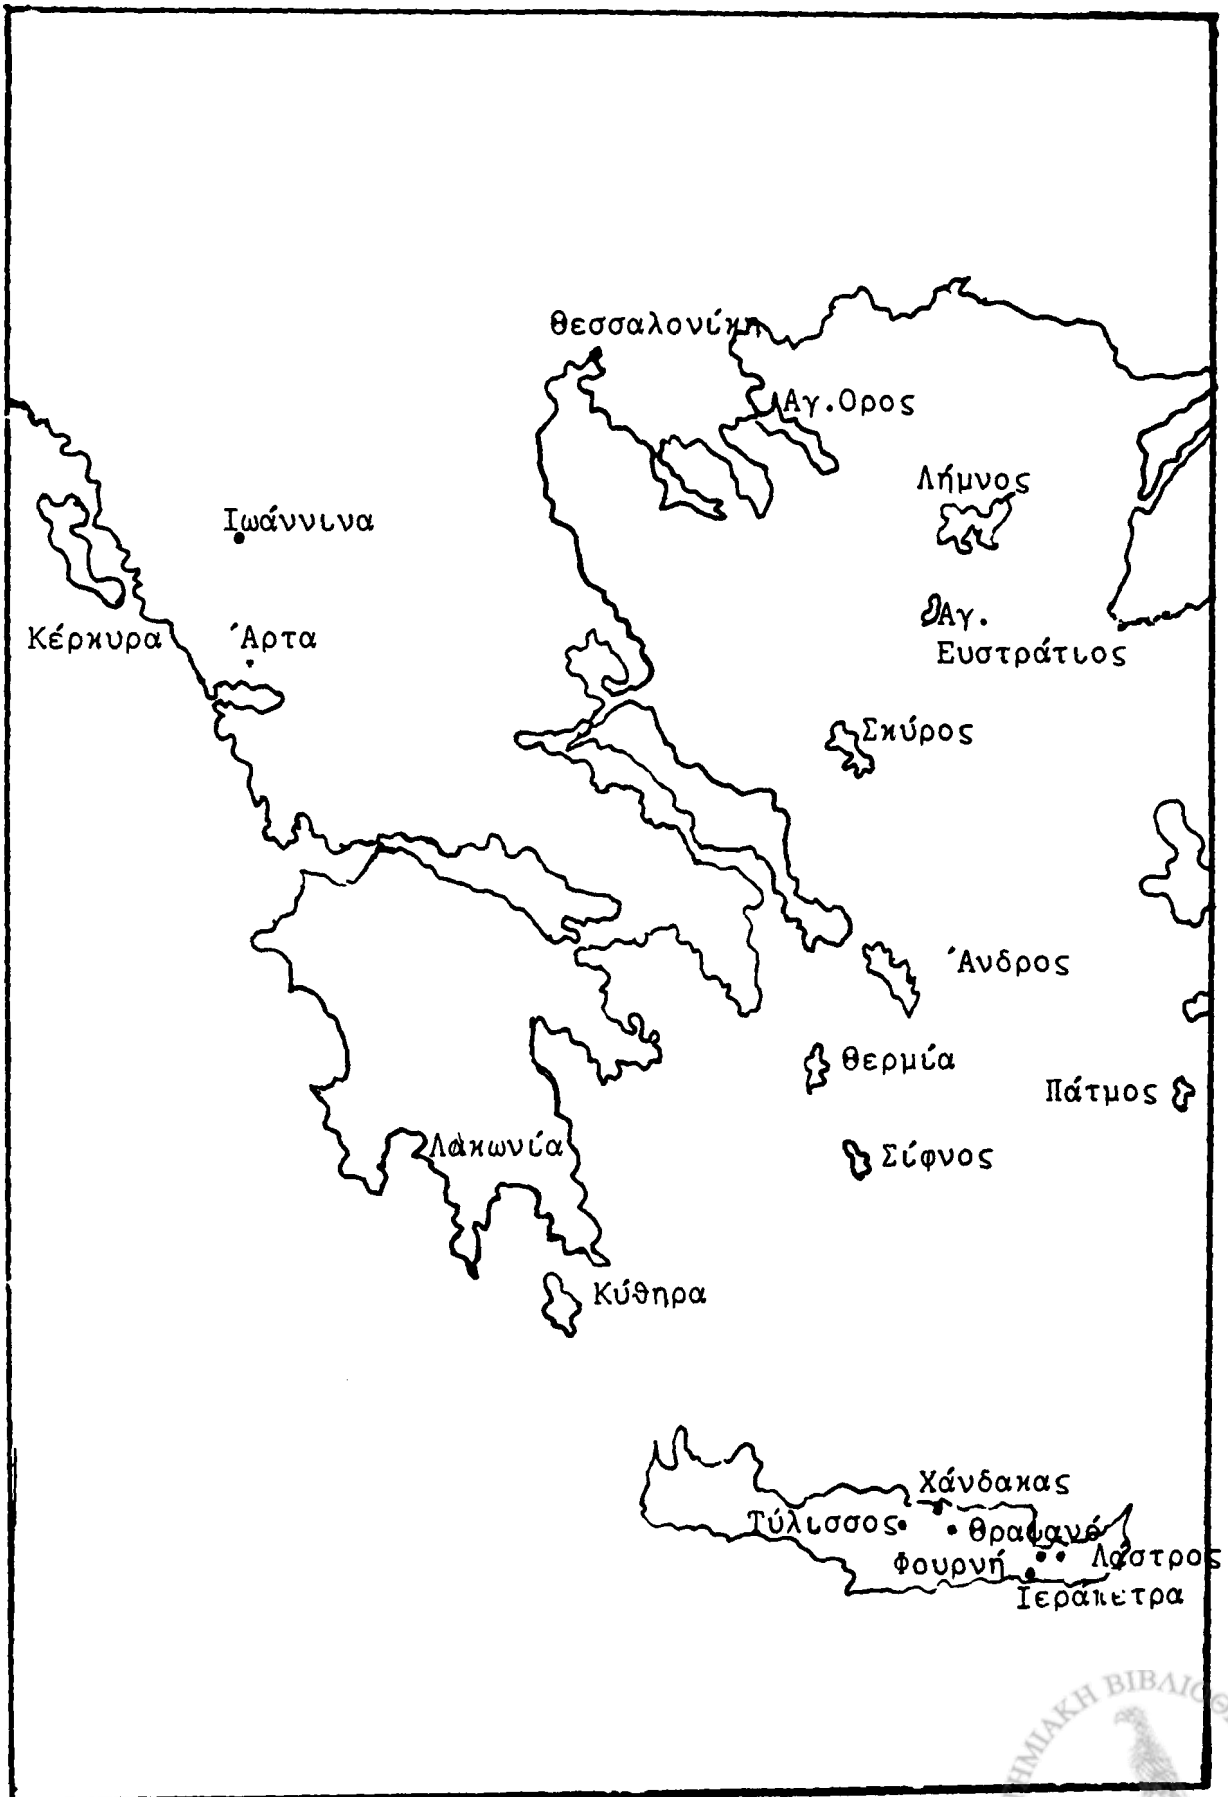 Θεσσαλονίκη
Αγ.Ορος
Λήμνος
Ιωάννινα
Αγ.
Ευστράτιος
Κέρκυρα
Άρτα
Σκύρος
Άνδρος
Θερμία
Πάτμος
Λακωνία
Σίφνος
Κύθηρα
Χάνδακας
Τύλισσος
Θραψανό
Φουρνή
Λάστρος
Ιεράπετρα